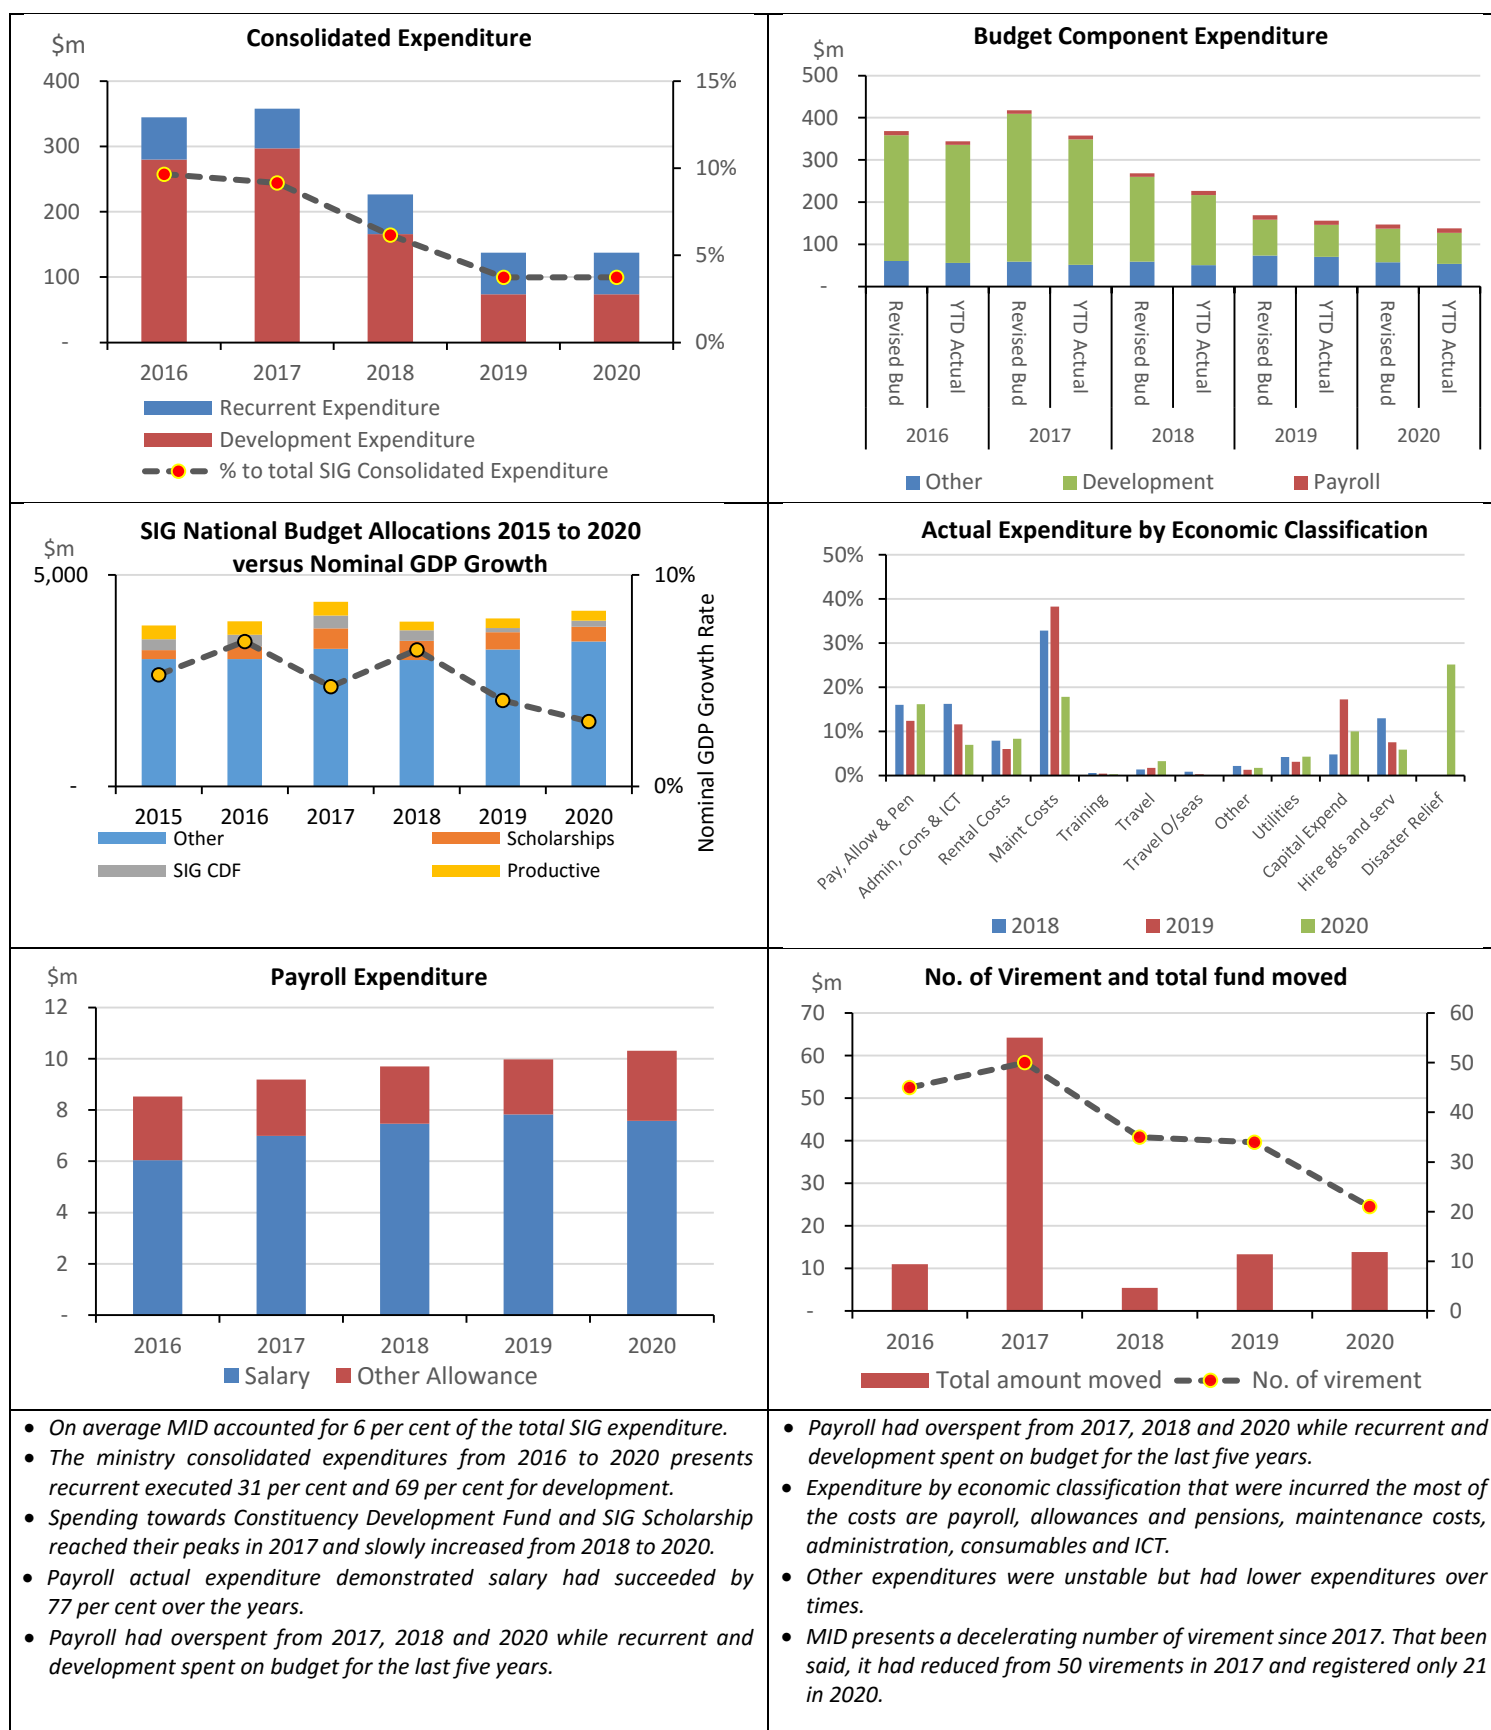 Consolidated Expenditure
$m
400
300
200
100
-
15%
10%
5%
0%
2016 2017 2018 2019 2020
Recurrent Expenditure
Development Expenditure
% to total SIG Consolidated Expenditure
Budget Component Expenditure
$m
500
400
300
200
100
-
Revised Bud YTD Actual Revised Bud YTD Actual Revised Bud YTD Actual Revised Bud YTD Actual Revised Bud YTD Actual
2016 2017 2018 2019 2020
Other Development Payroll
SIG National Budget Allocations 2015 to 2020
versus Nominal GDP Growth
$m
5,000
-
10%
0%
Nominal GDP Growth Rate
2015 2016 2017 2018 2019 2020
Other Scholarships
SIG CDF Productive
Actual Expenditure by Economic Classification
50%
40%
30%
20%
10%
0%
Pay, Allow & Pen
Admin, Cons & ICT
Rental Costs
Maint Costs
Training
Travel
Travel O/seas
Other
Utilities
Capital Expend
Hire gds and serv
Disaster Relief
2018 2019 2020
Payroll Expenditure
$m
12
10
8
6
4
2
-
2016 2017 2018 2019 2020
Salary Other Allowance
No. of Virement and total fund moved
$m
70
60
50
40
30
20
10
-
60
50
40
30
20
10
0
2016 2017 2018 2019 2020
Total amount moved No. of virement
• On average MID accounted for 6 per cent of the total SIG expenditure.
• The ministry consolidated expenditures from 2016 to 2020 presents
recurrent executed 31 per cent and 69 per cent for development.
• Spending towards Constituency Development Fund and SIG Scholarship
reached their peaks in 2017 and slowly increased from 2018 to 2020.
• Payroll actual expenditure demonstrated salary had succeeded by
77 per cent over the years.
• Payroll had overspent from 2017, 2018 and 2020 while recurrent and
development spent on budget for the last five years.
• Payroll had overspent from 2017, 2018 and 2020 while recurrent and
development spent on budget for the last five years.
• Expenditure by economic classification that were incurred the most of
the costs are payroll, allowances and pensions, maintenance costs,
administration, consumables and ICT.
• Other expenditures were unstable but had lower expenditures over
times.
• MID presents a decelerating number of virement since 2017. That been
said, it had reduced from 50 virements in 2017 and registered only 21
in 2020.